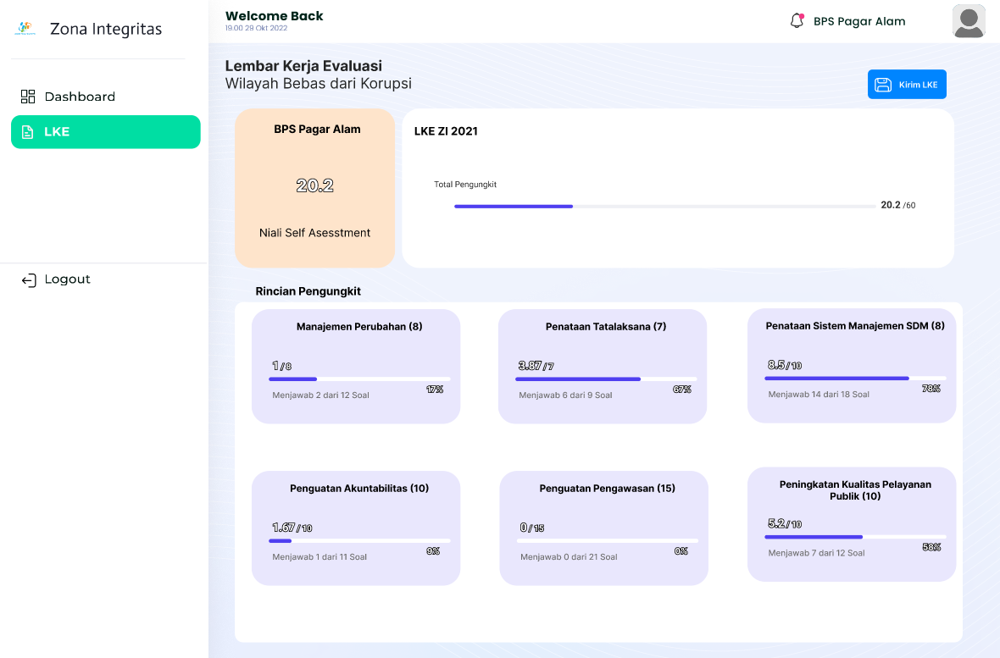 Zona Integritas
Dashboard
LKE
Logout
Welcome Back
19.00 29 Okt 2022
BPS Pagar Alam
Lembar Kerja Evaluasi
Wilayah Bebas dari Korupsi
Kirim LKE
BPS Pagar Alam
20.2
Niali Self Asesstment
LKE ZI 2021
Total Pengungkit
20.2 /60
Rincian Pengungkit
Manajemen Perubahan (8)
1 / 8
17%
Menjawab 2 dari 12 Soal
Penataan Tatalaksana (7)
3.87 / 7
67%
Menjawab 6 dari 9 Soal
Penataan Sistem Manajemen SDM (8)
8.5 / 10
78%
Menjawab 14 dari 18 Soal
Penguatan Akuntabilitas (10)
1.67 / 10
9%
Menjawab 1 dari 11 Soal
Penguatan Pengawasan (15)
0 / 15
0%
Menjawab 0 dari 21 Soal
Peningkatan Kualitas Pelayanan
Publik (10)
5.2 / 10
58%
Menjawab 7 dari 12 Soal